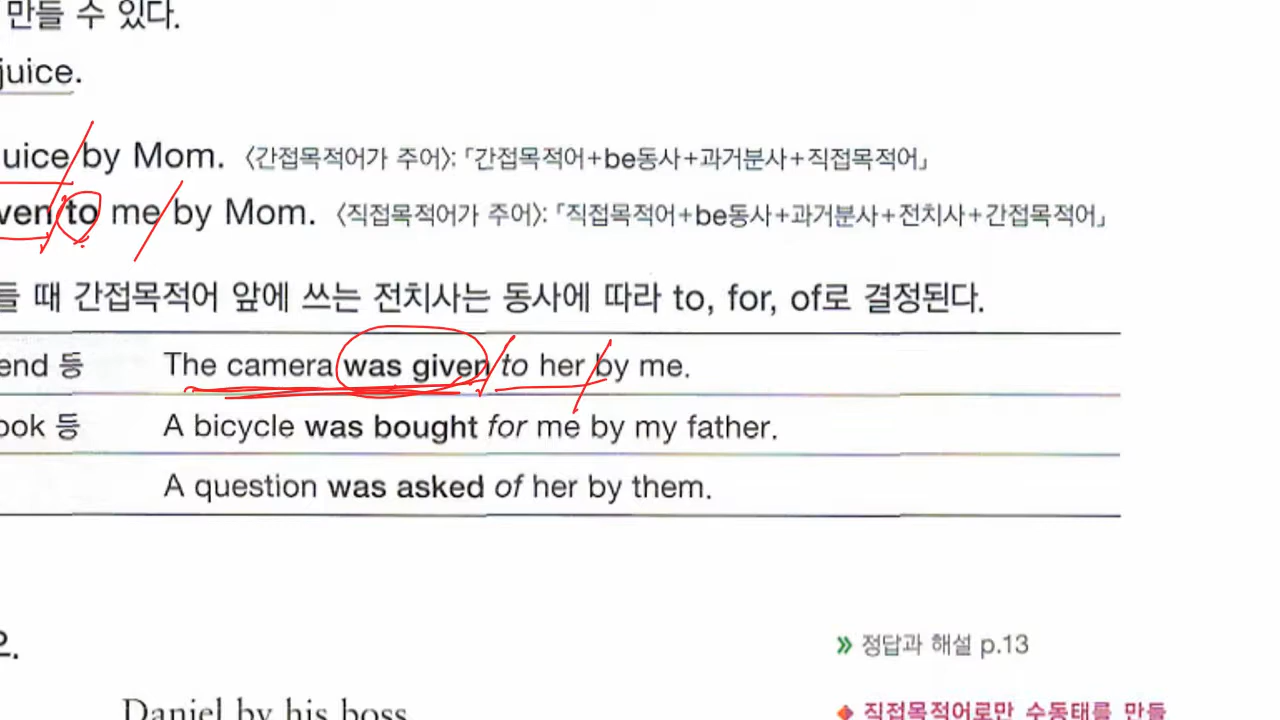 만들 수 있다.
juice.
uice by Mom. 〈간접목적어가 주어〉: 「간접목적어+be동사+과거분사+직접목적어」
ven to me by Mom. 〈직접목적어가 주어〉: 「직접목적어+be동사+과거분사+전치사+간접목적어」
들 때 간접목적어 앞에 쓰는 전치사는 동사에 따라 to, for, of로 결정된다.
end 등 The camera was given to her by me.
ook 등 A bicycle was bought for me by my father.
A question was asked of her by them.
오.
» 정답과 해설 p.13
Daniel by his boss.
◆ 직접목적어로만 수동태를 만들